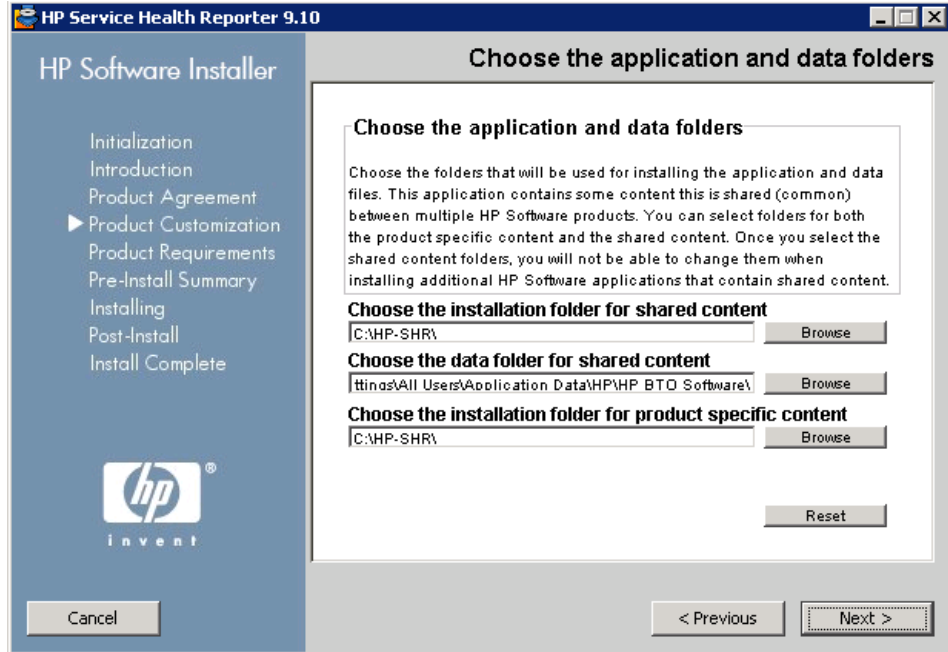 HP Service Health Reporter 9.10
HP Software Installer
Choose the application and data folders
Initialization
Introduction
Product Agreement
Product Customization
Product Requirements
Pre-Install Summary
Installing
Post-Install
Install Complete
hp
®
invent
Choose the application and data folders
Choose the folders that will be used for installing the application and data
files. This application contains some content this is shared (common)
between multiple HP Software products. You can select folders for both
the product specific content and the shared content. Once you select the
shared content folders, you will not be able to change them when
installing additional HP Software applications that contain shared content.
Choose the installation folder for shared content
C:\HP-SHR\
Browse
Choose the data folder for shared content
ttings\All Users\Application Data\HP\HP BTO Software\
Browse
Choose the installation folder for product specific content
C:\HP-SHR\
Browse
Reset
Cancel
< Previous
Next >